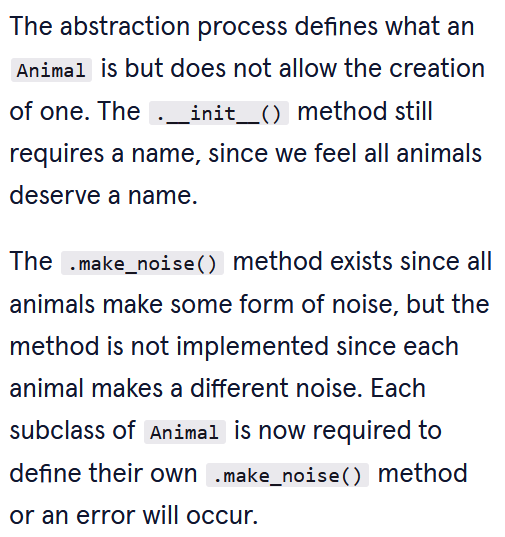 The abstraction process defines what an
Animal is but does not allow the creation
of one. The .__init__() method still
requires a name, since we feel all animals
deserve a name.
The .make_noise() method exists since all
animals make some form of noise, but the
method is not implemented since each
animal makes a different noise. Each
subclass of Animal is now required to
define their own .make_noise() method
or an error will occur.